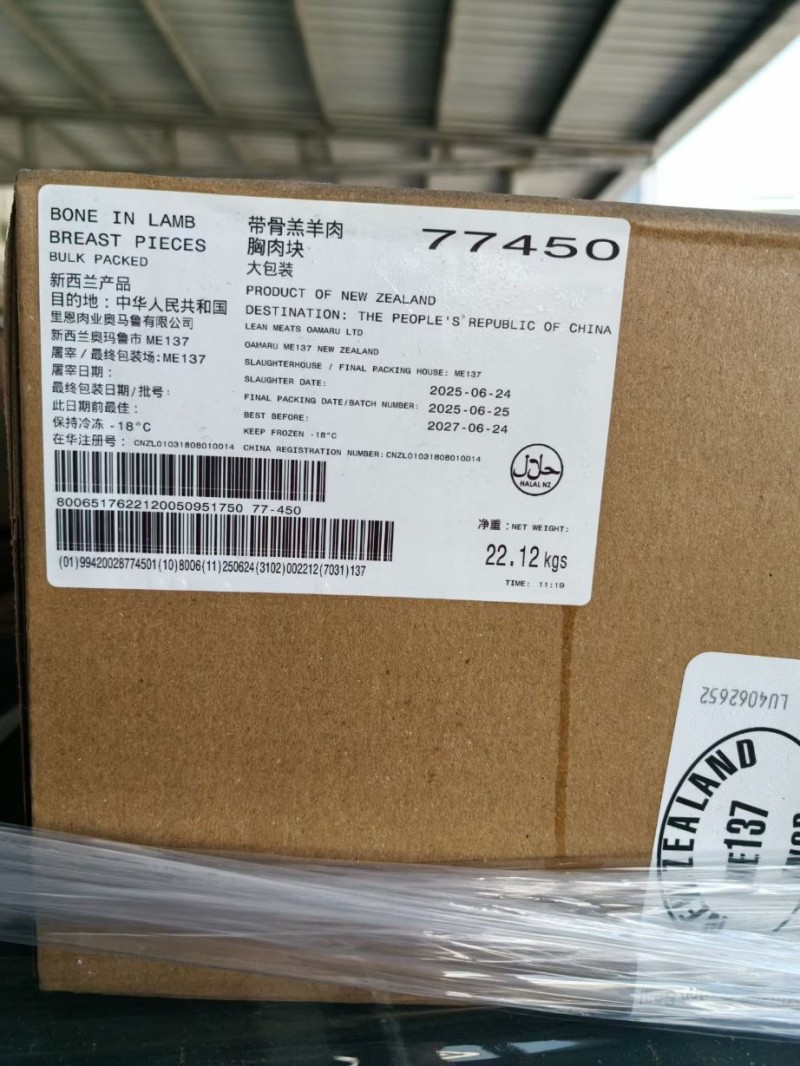 BONE IN LAMB
BREAST PIECES
BULK PACKED
带骨羔羊肉
胸肉块
大包装
77450
新西兰产品
目的地：中华人民共和国
里恩肉业奥马鲁有限公司
新西兰奥玛鲁市 ME137
屠宰/最终包装场:ME137
屠宰日期：
最终包装日期/批号：
此日期前最佳：
保持冷冻 -18°C
在华注册号： CNZL01031808010014
PRODUCT OF NEW ZEALAND
DESTINATION: THE PEOPLE'S REPUBLIC OF CHINA
LEAN MEATS OAMARU LTD
OAMARU ME137 NEW ZEALAND
SLAUGHTERHOUSE / FINAL PACKING HOUSE: ME137
SLAUGHTER DATE: 2025-06-24
FINAL PACKING DATE/BATCH NUMBER: 2025-06-25
BEST BEFORE: 2027-06-24
KEEP FROZEN -18°C
CHINA REGISTRATION NUMBER: CNZL01031808010014
حلال
HALAL NZ
8006517622120050951750 77-450
(01)99420028774501(10)8006(11)250624(3102)002212(7031)137
净重：NET WEIGHT:
22.12 kgs
TIME: 11:19
LU4062652
NEW ZEALAND
ME137